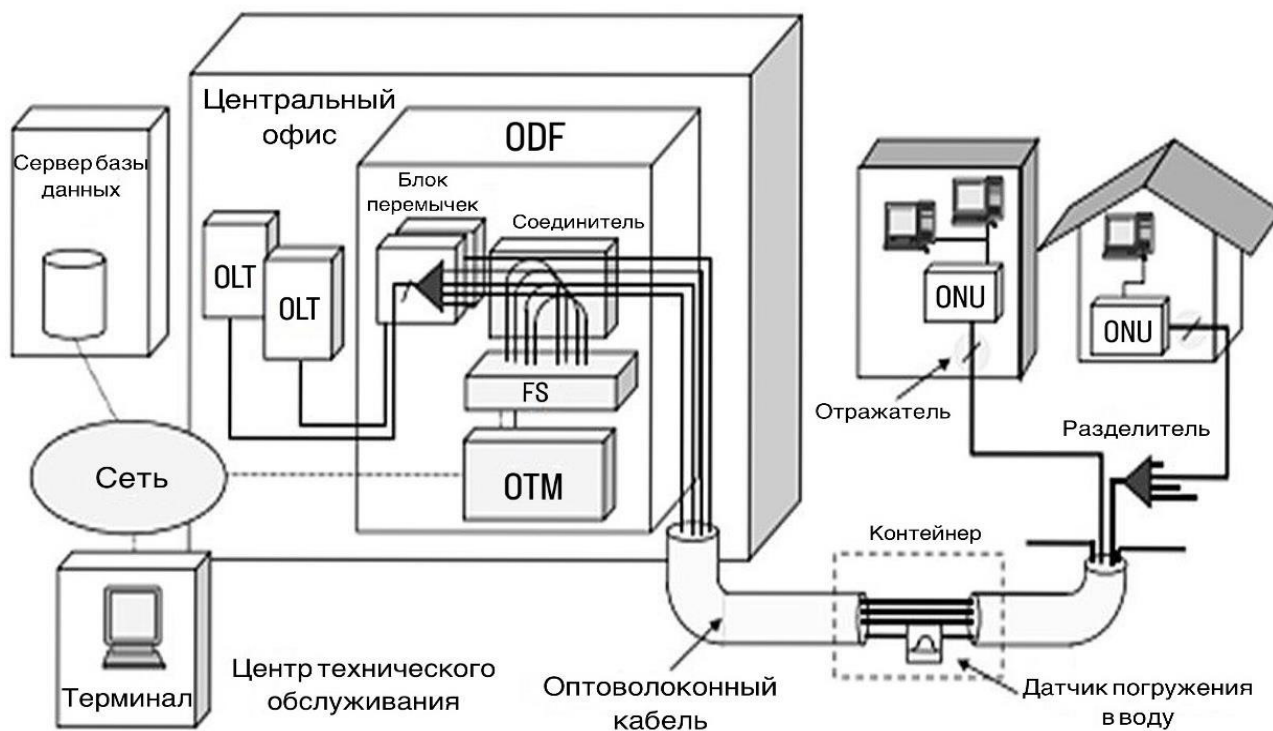 Центральный
офис
ODF
Сервер базы
данных
Блок
перемычек
Соединитель
OLT
OLT
FS
OTM
Сеть
Терминал
Центр технического
обслуживания
Оптоволоконный
кабель
Контейнер
Датчик погружения
в воду
ONU
ONU
Отражатель
Разделитель